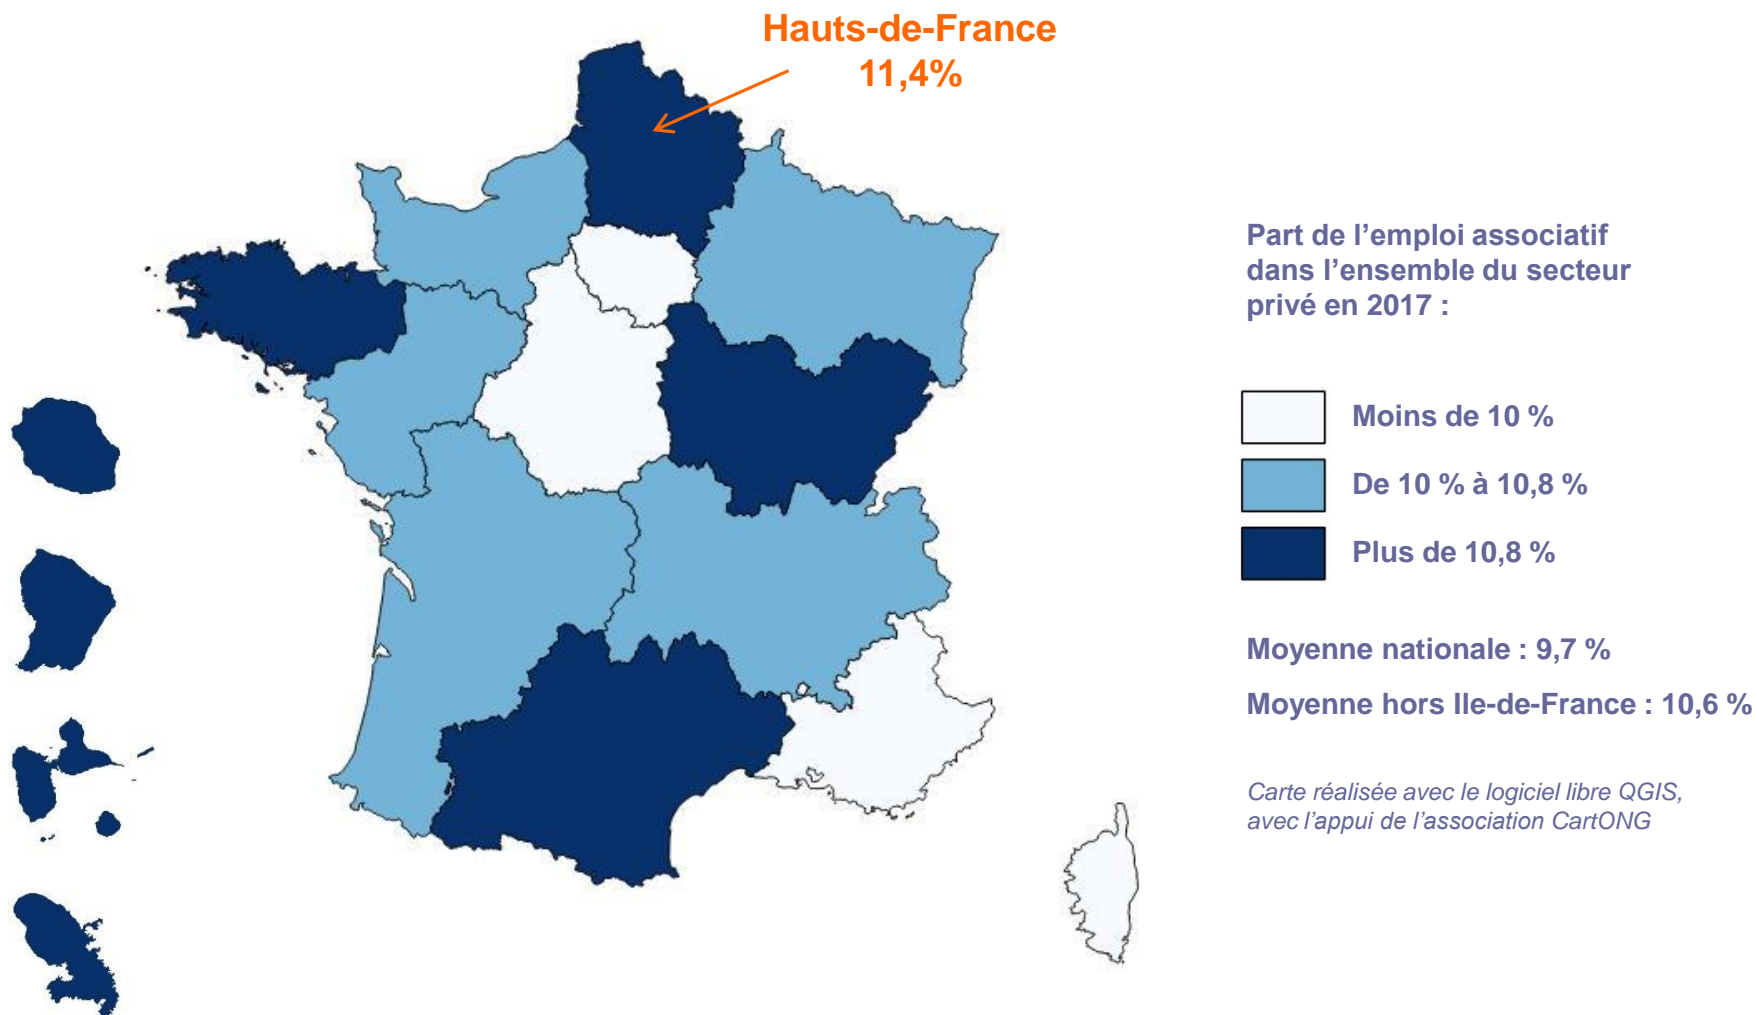 Hauts-de-France
11,4%
Part de l’emploi associatif
dans l’ensemble du secteur
privé en 2017 :
Moins de 10 %
De 10 % à 10,8 %
Plus de 10,8 %
Moyenne nationale : 9,7 %
Moyenne hors Ile-de-France : 10,6 %
Carte réalisée avec le logiciel libre QGIS,
avec l’appui de l’association CartONG